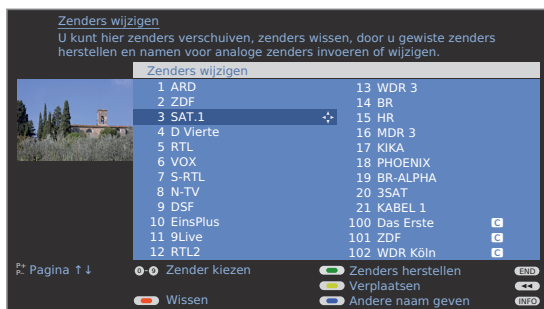 Zenders wijzigen
U kunt hier zenders verschuiven, zenders wissen, door u gewiste zenders
herstellen en namen voor analoge zenders invoeren of wijzigen.
Zenders wijzigen
1 ARD
2 ZDF
3 SAT.1
4 D Vierte
5 RTL
6 VOX
7 S-RTL
8 N-TV
9 DSF
10 EinsPlus
11 9Live
12 RTL2
13 WDR 3
14 BR
15 HR
16 MDR 3
17 KIKA
18 PHOENIX
19 BR-ALPHA
20 3SAT
21 KABEL 1
100 Das Erste C
101 ZDF C
102 WDR Köln C
P+ P- Pagina ↑↓
0-9 Zender kiezen
Wissen
Zenders herstellen END
Verplaatsen ◄◄
Andere naam geven INFO